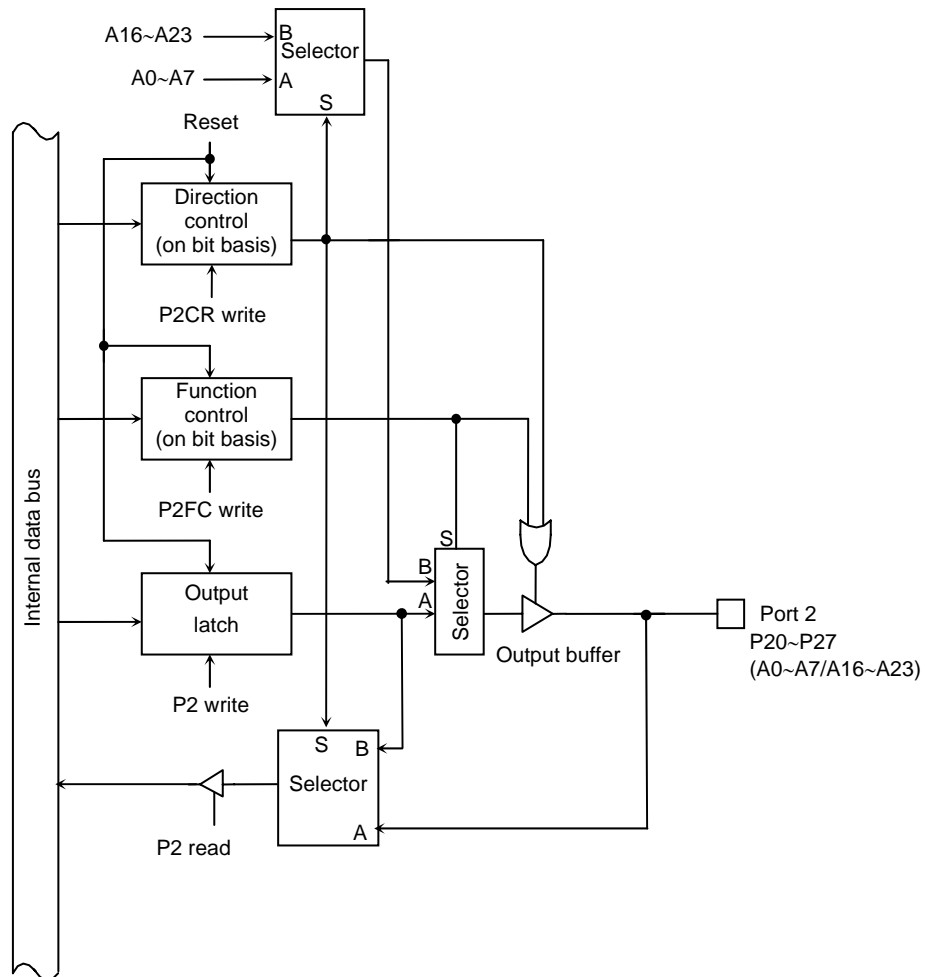 A16~A23
B
Selector
A0~A7
A
S
Reset
Direction
control
(on bit basis)
P2CR write
Function
control
(on bit basis)
P2FC write
Internal data bus
S
B
A
Selector
Output
latch
Output buffer
Port 2
P20~P27
(A0~A7/A16~A23)
P2 write
S
B
Selector
A
P2 read